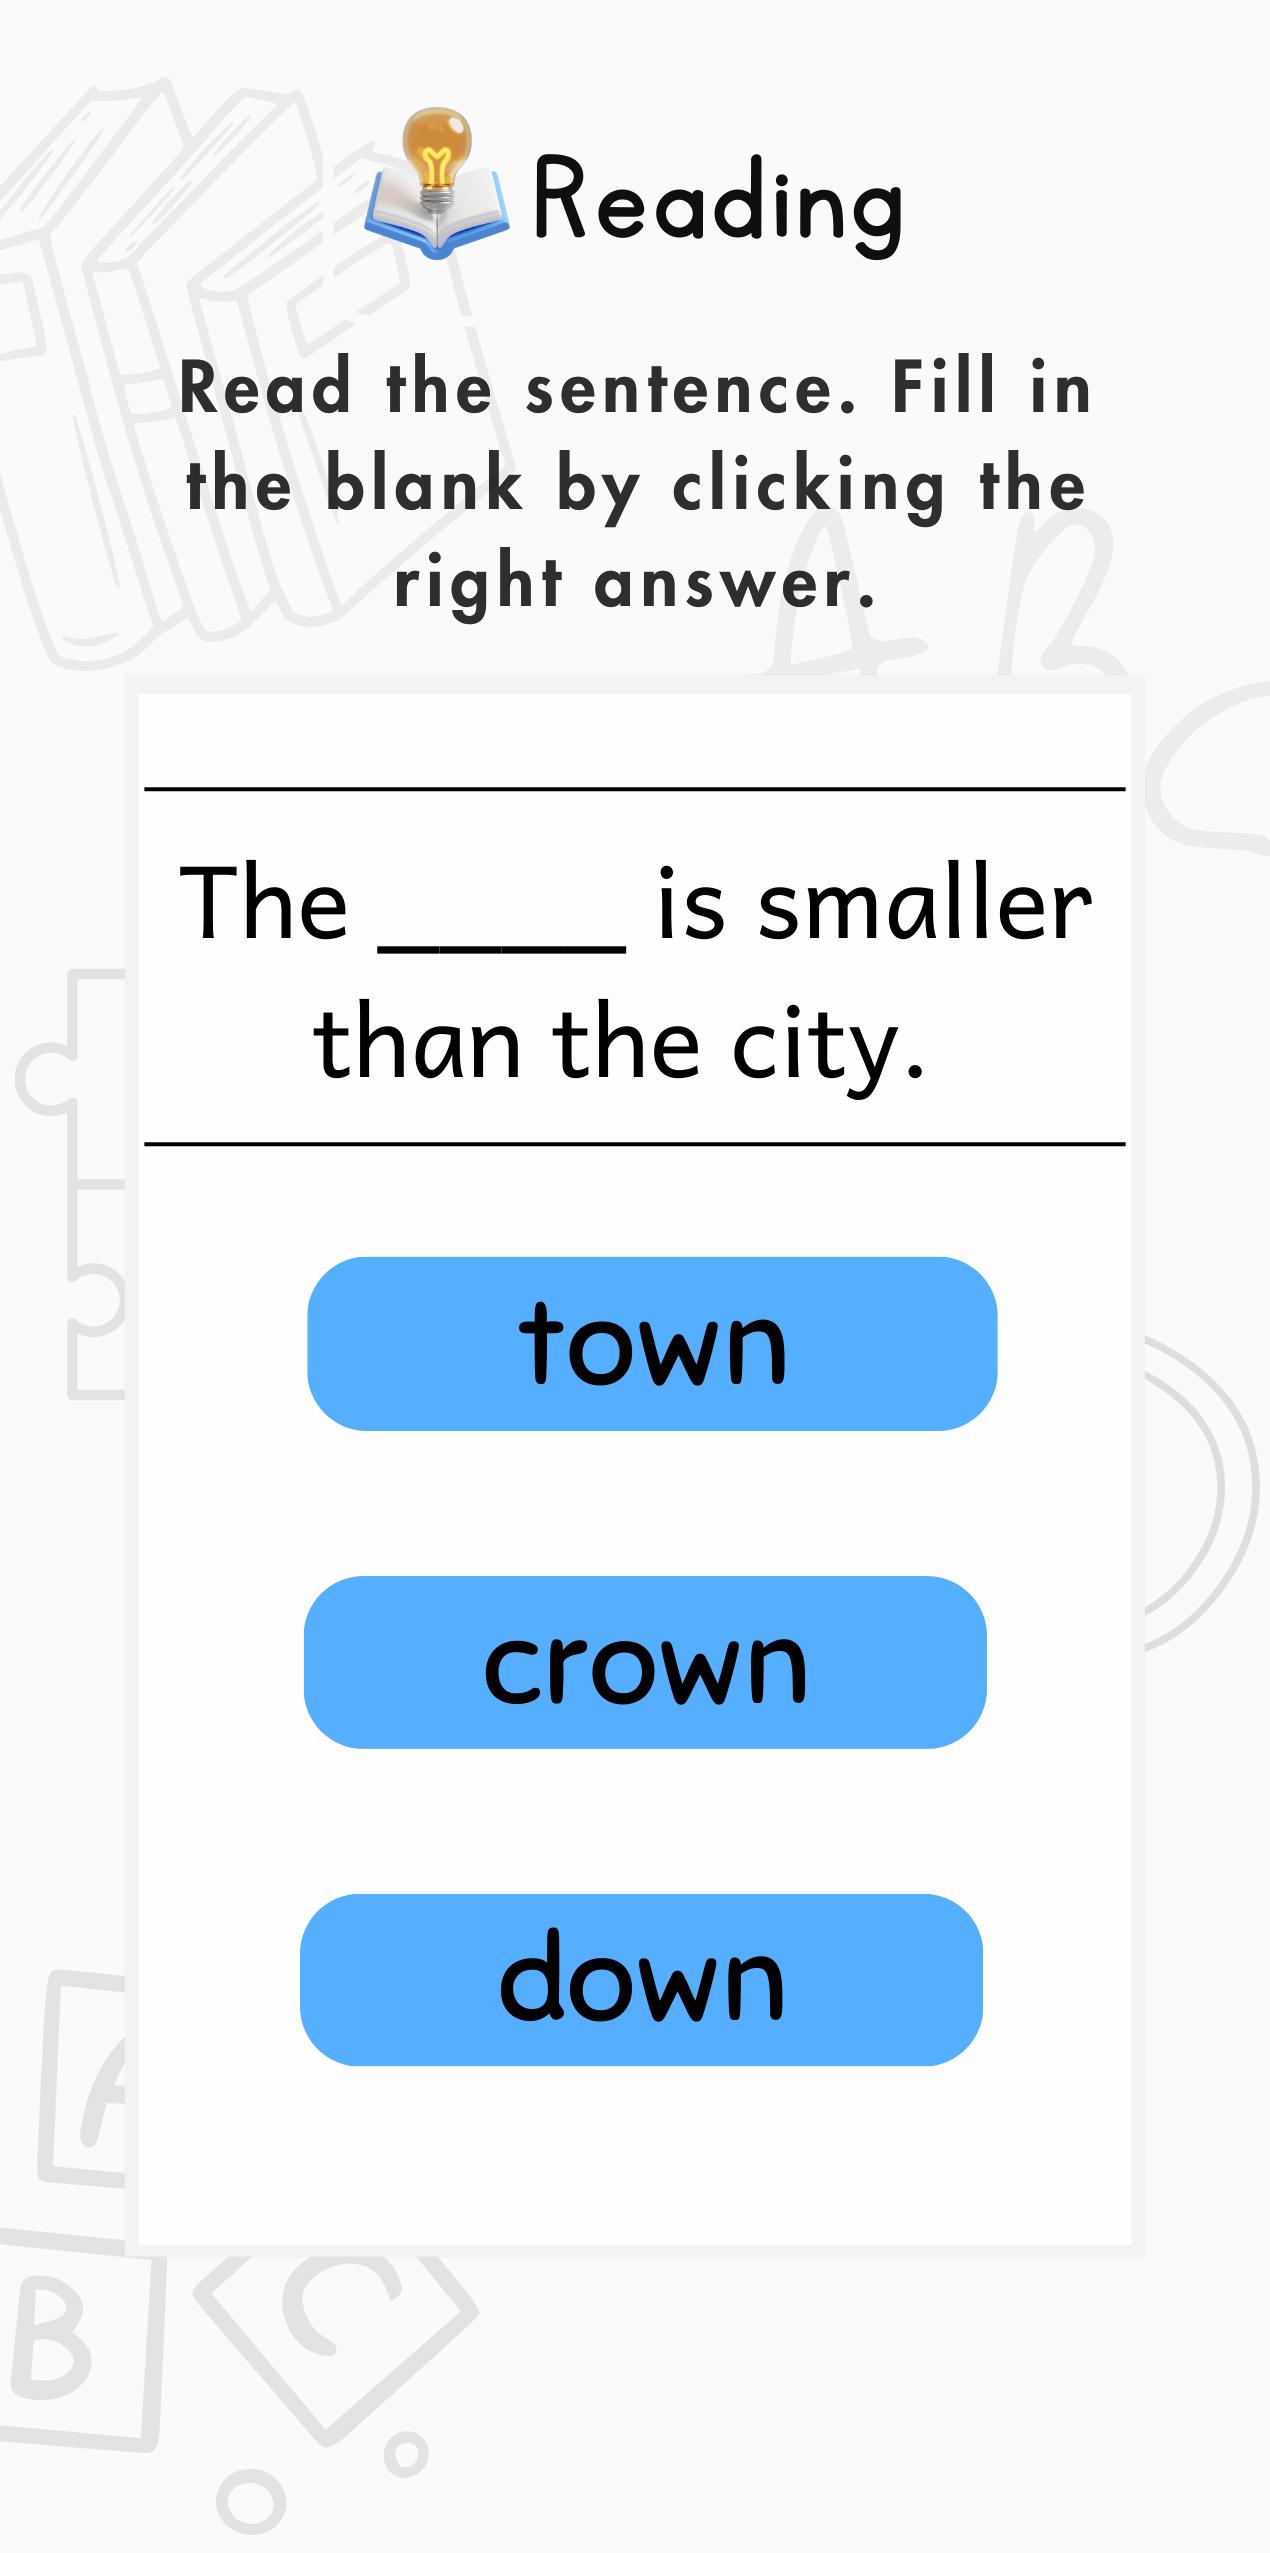 Reading
Read the sentence. Fill in
the blank by clicking the
right answer.
The ____ is smaller
than the city.
town
crown
down
A B
A
B
C